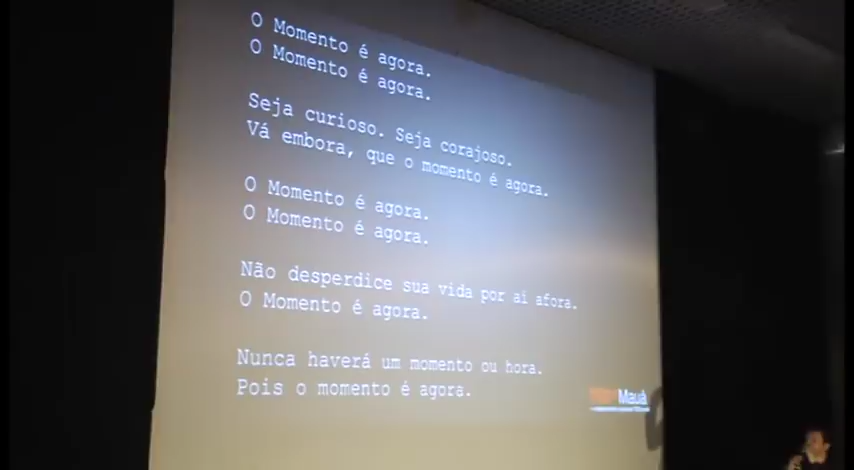 O Momento é agora.
O Momento é agora.
Seja curioso. Seja corajoso.
Vá embora, que o momento é agora.
O Momento é agora.
O Momento é agora.
Não desperdice sua vida por aí afora.
O Momento é agora.
Nunca haverá um momento ou hora.
Pois o momento é agora.
Mauá